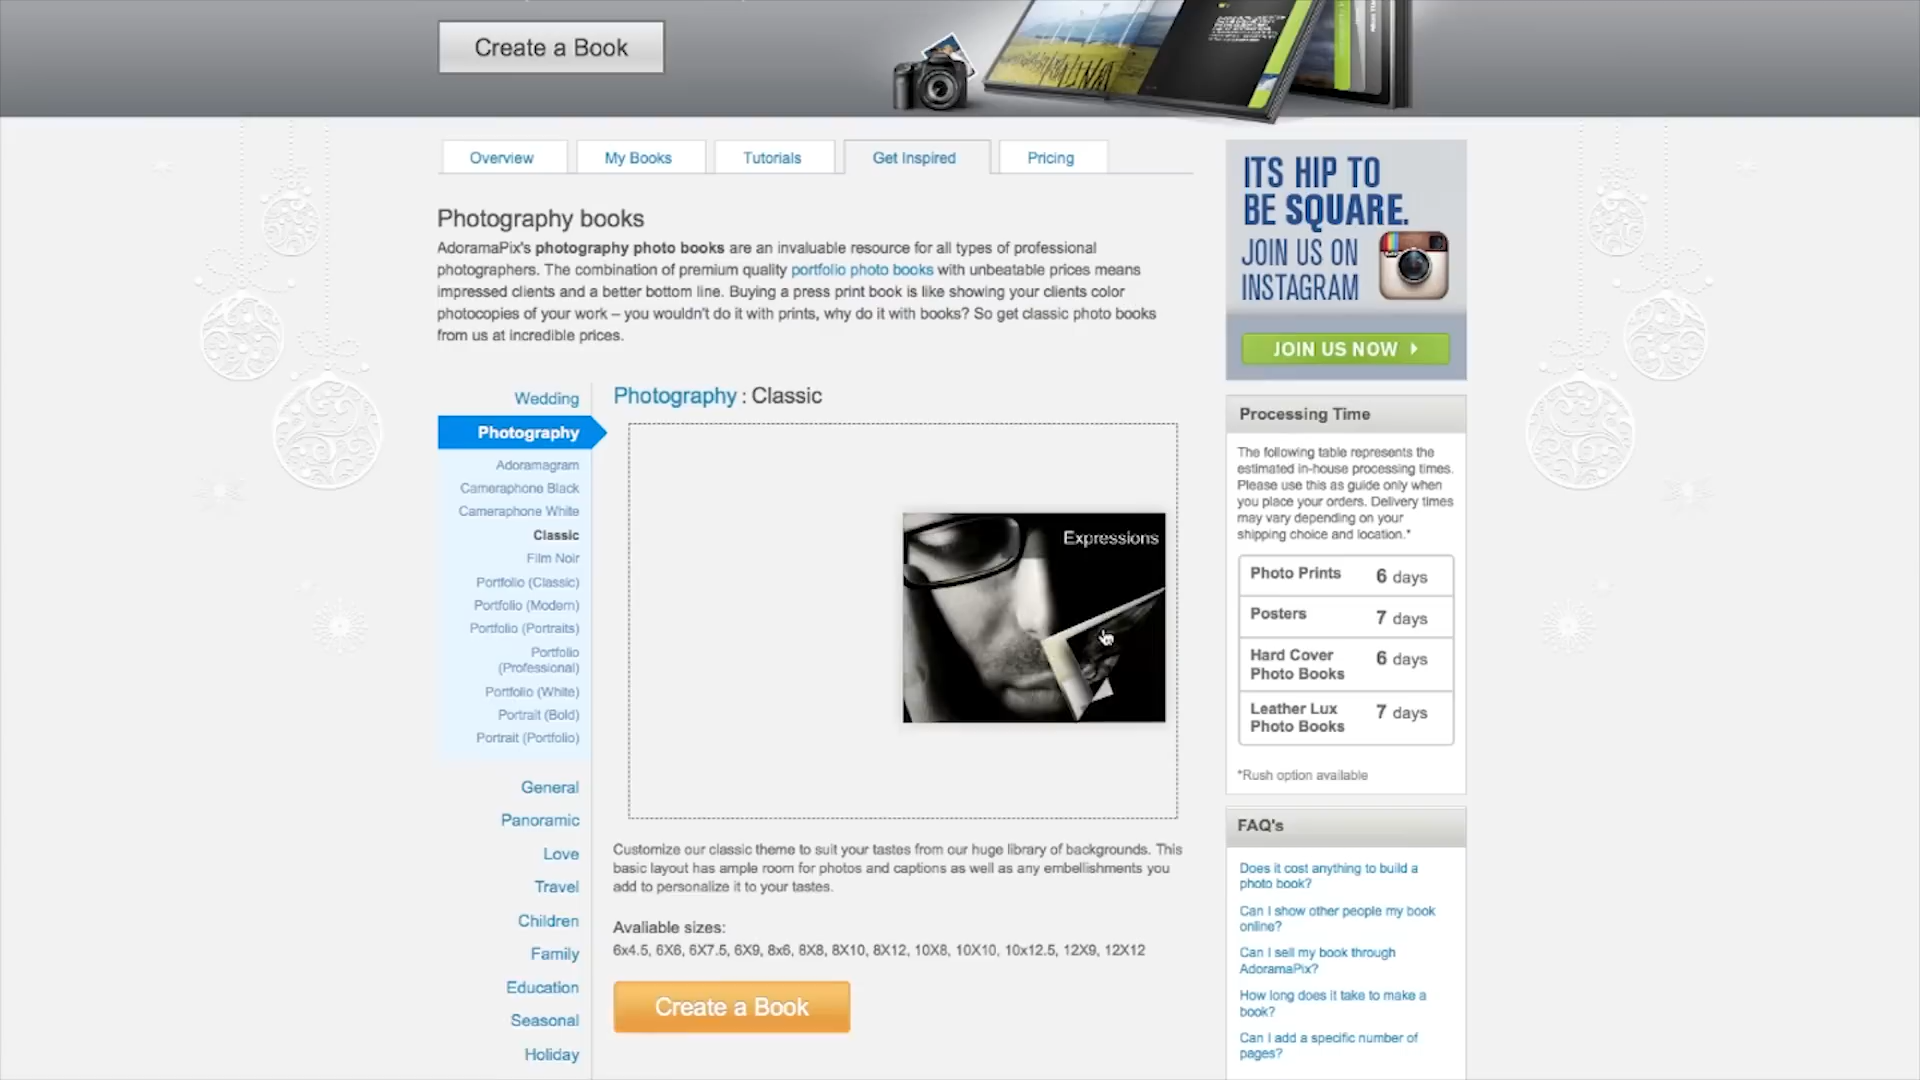 Create a Book
Overview
My Books
Tutorials
Get Inspired
Pricing
Photography books
AdoramaPix's photography photo books are an invaluable resource for all types of professional
photographers. The combination of premium quality portfolio photo books with unbeatable prices means
impressed clients and a better bottom line. Buying a press print book is like showing your clients color
photocopies of your work – you wouldn't do it with prints, why do it with books? So get classic photo books
from us at incredible prices.
Wedding
Photography
Adoramagram
Cameraphone Black
Cameraphone White
Classic
Film Noir
Portfolio (Classic)
Portfolio (Modern)
Portfolio (Portraits)
Portfolio
(Professional)
Portfolio (White)
Portrait (Bold)
Portrait (Portfolio)
General
Panoramic
Love
Travel
Children
Family
Education
Seasonal
Holiday
Photography : Classic
Expressions
Customize our classic theme to suit your tastes from our huge library of backgrounds. This
basic layout has ample room for photos and captions as well as any embellishments you
add to personalize it to your tastes.
Available sizes:
6x4.5, 6X6, 6X7.5, 6X9, 8x6, 8X8, 8X10, 8X12, 10X8, 10X10, 10x12.5, 12X9, 12X12
Create a Book
ITS HIP TO
BE SQUARE.
JOIN US ON
INSTAGRAM
JOIN US NOW
Processing Time
The following table represents the
estimated in-house processing times.
Please use this as guide only when
you place your orders. Delivery times
may vary depending on your
shipping choice and location.*
Photo Prints 6 days
Posters 7 days
Hard Cover
Photo Books 6 days
Leather Lux
Photo Books 7 days
*Rush option available
FAQ's
Does it cost anything to build a
photo book?
Can I show other people my book
online?
Can I sell my book through
AdoramaPix?
How long does it take to make a
book?
Can I add a specific number of
pages?